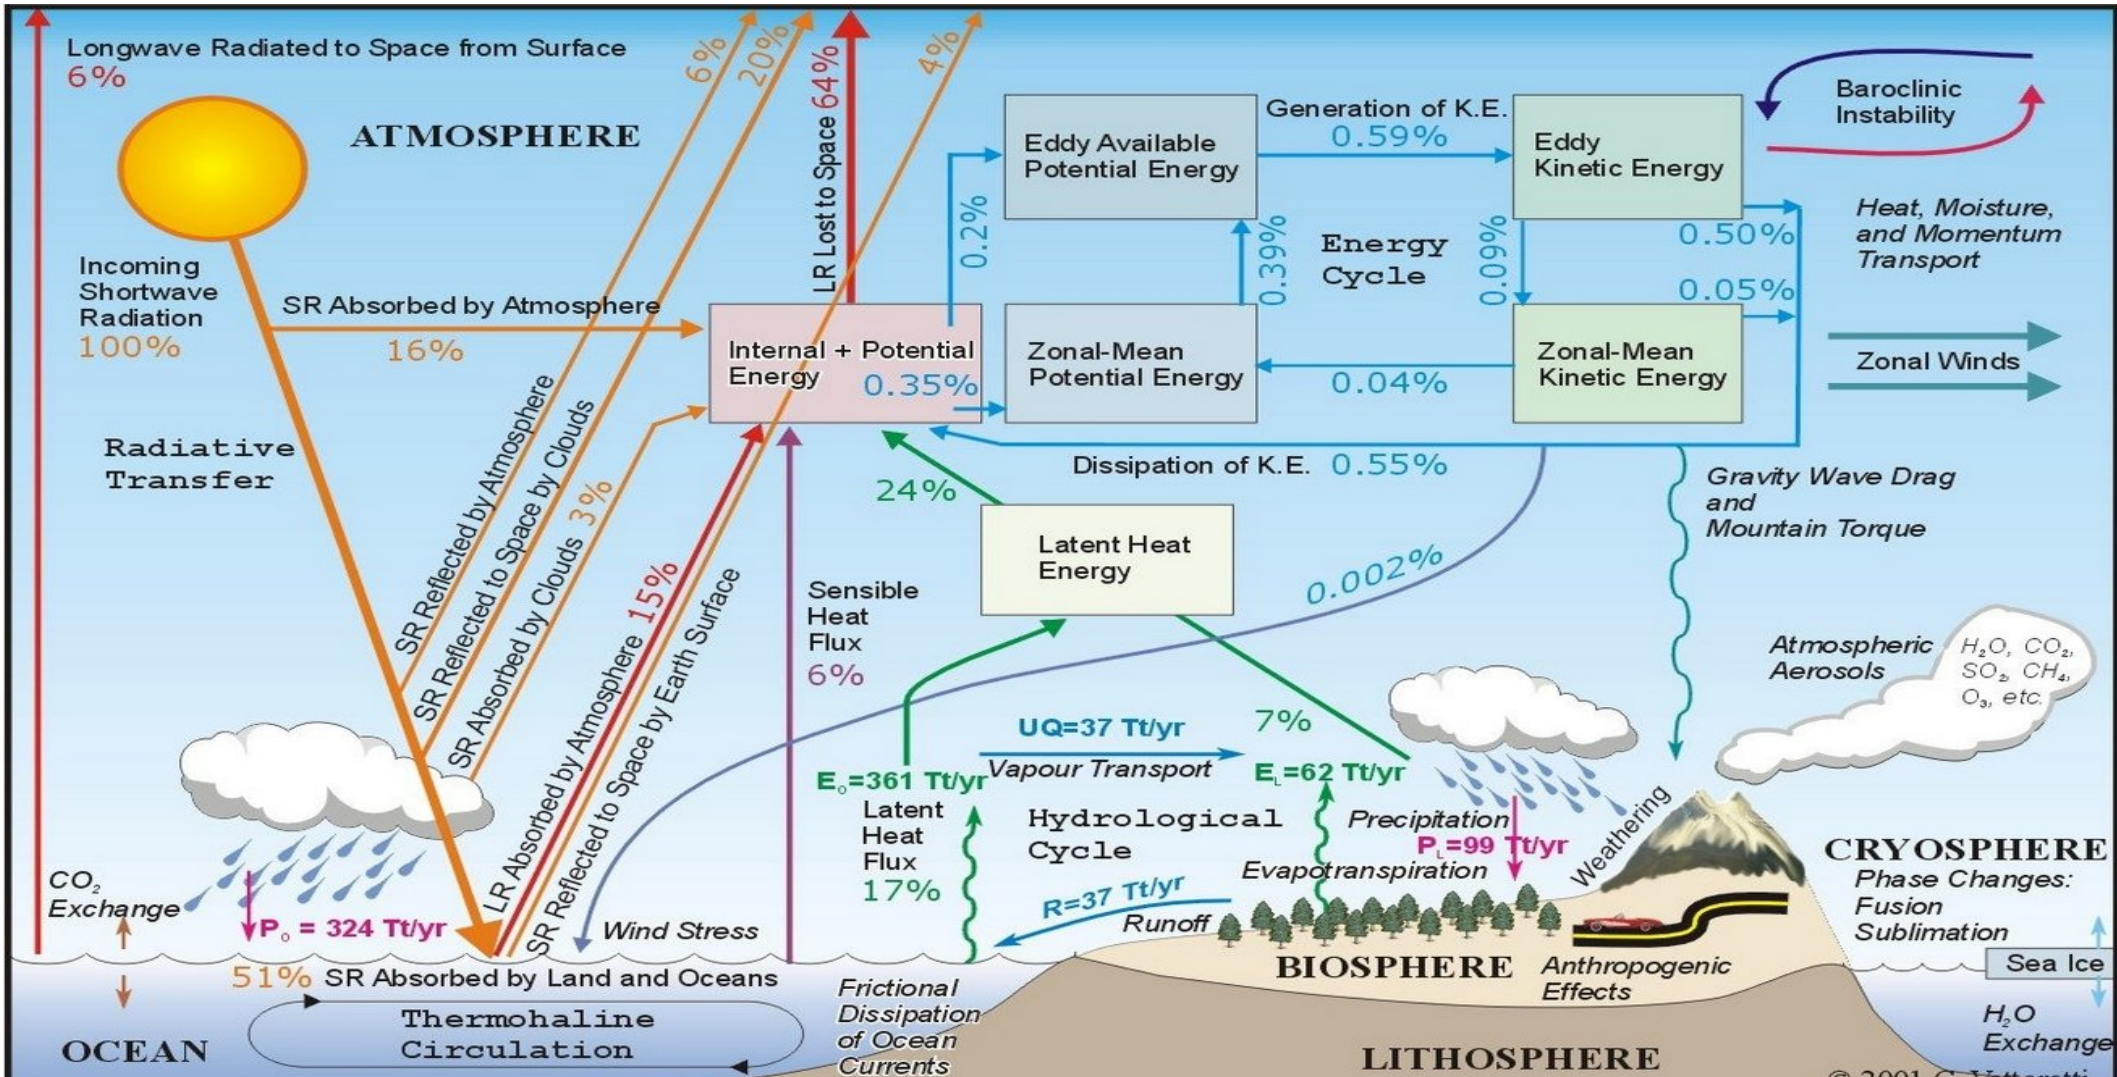 Longwave Radiated to Space from Surface
6%
ATMOSPHERE
Incoming
Shortwave
Radiation
100%
SR Absorbed by Atmosphere
16%
Radiative
Transfer
6%
20%
LR Lost to Space 64%
4%
SR Reflected by Atmosphere
SR Reflected to Space by Clouds
SR Absorbed by Clouds 3%
LR Absorbed by Atmosphere 15%
SR Reflected to Space by Earth Surface
Internal + Potential
Energy
0.35%
0.2%
Eddy Available
Potential Energy
Generation of K.E.
0.59%
Eddy
Kinetic Energy
0.39%
Energy
Cycle
0.09%
0.50%
0.05%
Zonal-Mean
Potential Energy
0.04%
Zonal-Mean
Kinetic Energy
Dissipation of K.E. 0.55%
Baroclinic
Instability
Heat, Moisture,
and Momentum
Transport
Zonal Winds
Gravity Wave Drag
and
Mountain Torque
24%
Latent Heat
Energy
0.002%
Sensible
Heat
Flux
6%
7%
UQ=37 Tt/yr
Vapour Transport
Eo=361 Tt/yr
Latent
Heat
Flux
17%
EL=62 Tt/yr
Hydrological
Cycle
Precipitation
PL=99 Tt/yr
Evapotranspiration
R=37 Tt/yr
Runoff
Weathering
Atmospheric
Aerosols
H2O, CO2,
SO2, CH4,
O3, etc.
CO2
Exchange
Po = 324 Tt/yr
Wind Stress
51% SR Absorbed by Land and Oceans
Thermohaline
Circulation
OCEAN
Frictional
Dissipation
of Ocean
Currents
BIOSPHERE
Anthropogenic
Effects
LITHOSPHERE
CRYOSPHERE
Phase Changes:
Fusion
Sublimation
Sea Ice
H2O
Exchange